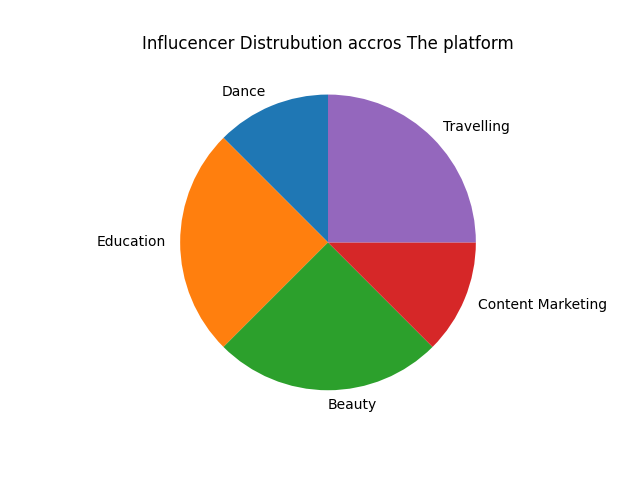 Influcencer Distrubution accros The platform
Dance
Travelling
Education
Content Marketing
Beauty